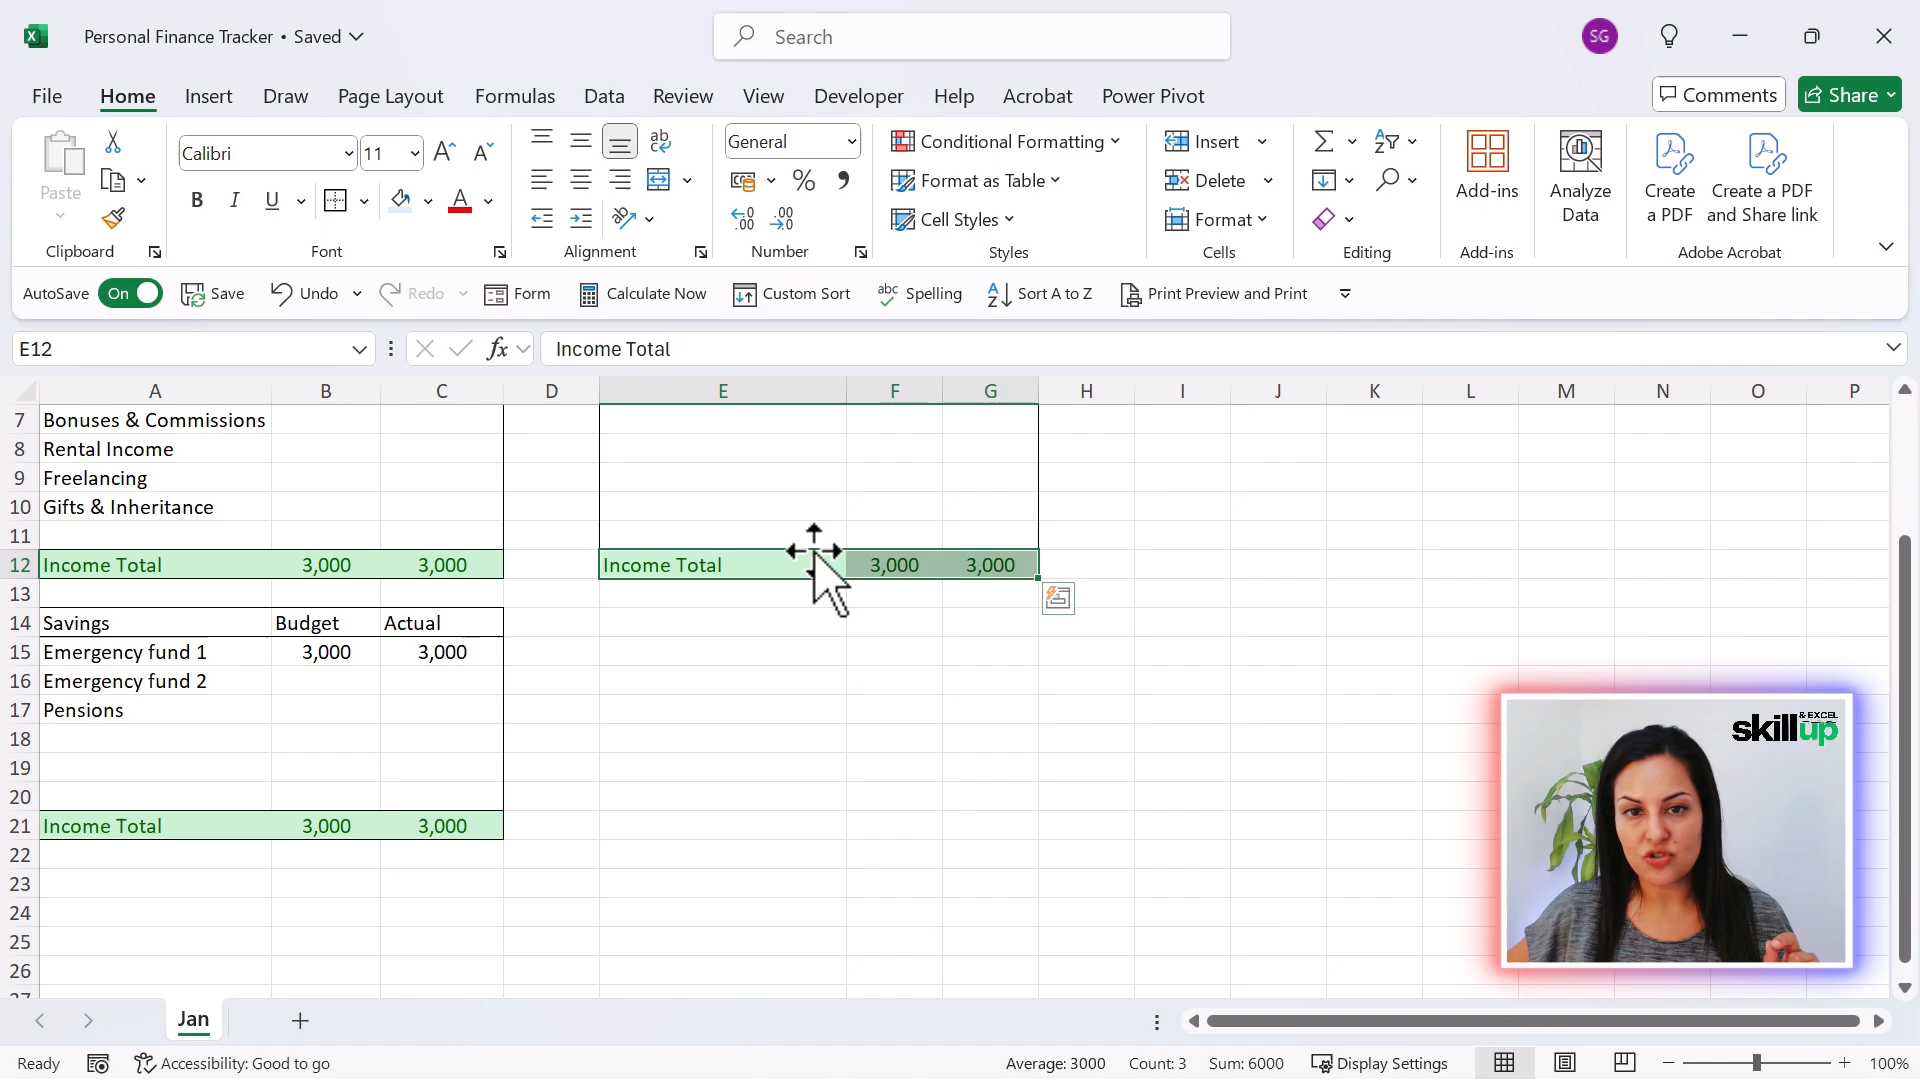 Personal Finance Tracker • Saved
Search
SG
File Home Insert Draw Page Layout Formulas Data Review View Developer Help Acrobat Power Pivot
Comments Share
Paste
Calibri 11
General
Conditional Formatting
Format as Table
Cell Styles
Insert
Delete
Format
Add-ins
Analyze
Data
Create
a PDF
Create a PDF
and Share link
Clipboard Font Alignment Number Styles Cells Editing Add-ins Adobe Acrobat
AutoSave On Save Undo Redo Form Calculate Now Custom Sort Spelling Sort A to Z Print Preview and Print
E12 fx Income Total
A B C D E F G H I J K L M N O P
7 Bonuses & Commissions
8 Rental Income
9 Freelancing
10 Gifts & Inheritance
11
12 Income Total 3,000 3,000 Income Total 3,000 3,000
13
14 Savings Budget Actual
15 Emergency fund 1 3,000 3,000
16 Emergency fund 2
17 Pensions
18
19
20
21 Income Total 3,000 3,000
22
23
24
25
26
27
& EXCEL
skillup
Jan
Ready Accessibility: Good to go Average: 3000 Count: 3 Sum: 6000 Display Settings 100%